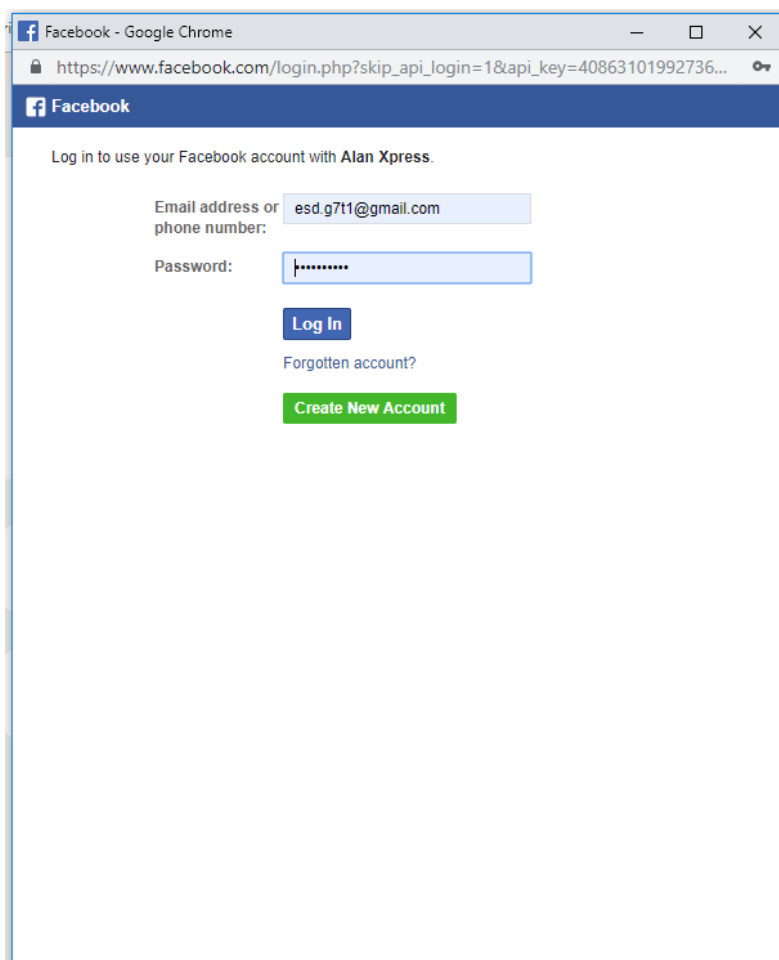 Facebook - Google Chrome
https://www.facebook.com/login.php?skip_api_login=1&api_key=40863101992736...
Facebook
Log in to use your Facebook account with Alan Xpress.
Email address or
phone number:
esd.g7t1@gmail.com
Password:
••••••••••
Log In
Forgotten account?
Create New Account